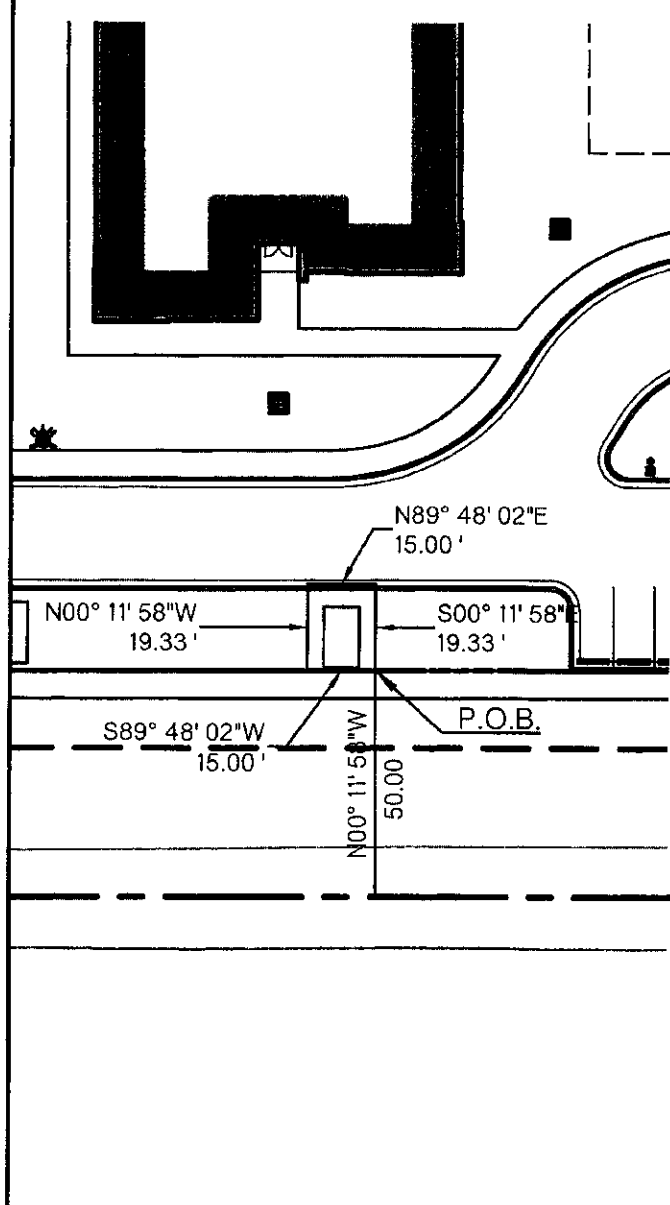 N89° 48' 02"E
15.00 '
N00° 11' 58"W
19.33 '
S00° 11' 58"E
19.33 '
S89° 48' 02"W
15.00 '
P.O.B.
N00° 11' 58"W
50.00